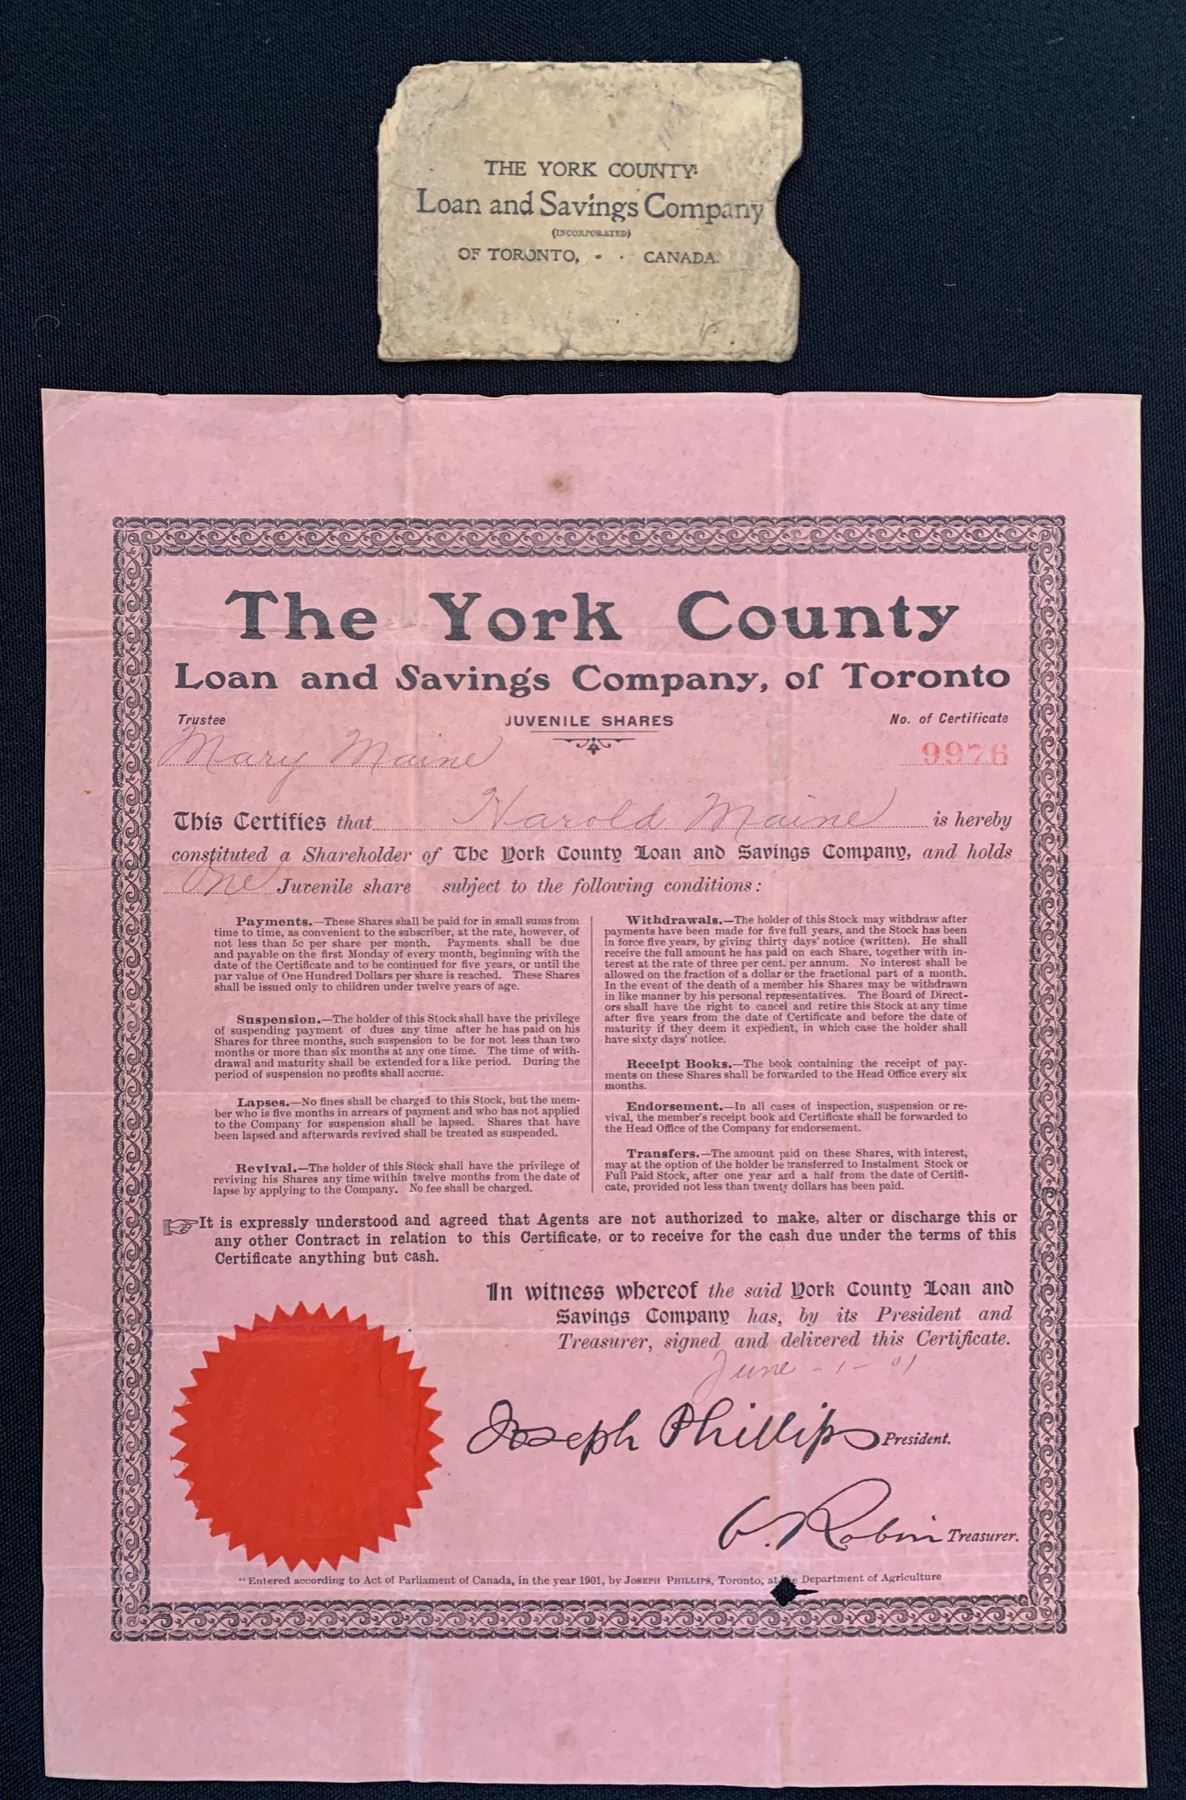 THE YORK COUNTY
Loan and Savings Company
(INCORPORATED)
OF TORONTO, - - CANADA.
The York County
Loan and Savings Company, of Toronto
Trustee
JUVENILE SHARES
No. of Certificate
Mary Maine
9976
This Certifies that Harold Maine is hereby
constituted a Shareholder of The York County Loan and Savings Company, and holds
One Juvenile share subject to the following conditions:
Payments.—These Shares shall be paid for in small sums from
time to time, as convenient to the subscriber, at the rate, however, of
not less than 5c per share per month. Payments shall be due
and payable on the first Monday of every month, beginning with the
date of the Certificate and to be continued for five years, or until the
par value of One Hundred Dollars per share is reached. These Shares
shall be issued only to children under twelve years of age.
Suspension.—The holder of this Stock shall have the privilege
of suspending payment of dues any time after he has paid on his
Shares for three months, such suspension to be for not less than two
months or more than six months at any one time. The time of with-
drawal and maturity shall be extended for a like period. During the
period of suspension no profits shall accrue.
Lapses.—No fines shall be charged to this Stock, but the mem-
ber who is five months in arrears of payment and who has not applied
to the Company for suspension shall be lapsed. Shares that have
been lapsed and afterwards revived shall be treated as suspended.
Revival.—The holder of this Stock shall have the privilege of
reviving his Shares any time within twelve months from the date of
lapse by applying to the Company. No fee shall be charged.
Withdrawals.—The holder of this Stock may withdraw after
payments have been made for five full years, and the Stock has been
in force five years, by giving thirty days' notice (written). He shall
receive the full amount he has paid on each Share, together with in-
terest at the rate of three per cent. per annum. No interest shall be
allowed on the fraction of a dollar or the fractional part of a month.
In the event of the death of a member his Shares may be withdrawn
in like manner by his personal representatives. The Board of Direct-
ors shall have the right to cancel and retire this Stock at any time
after five years from the date of Certificate and before the date of
maturity if they deem it expedient, in which case the holder shall
have sixty days' notice.
Receipt Books.—The book containing the receipt of pay-
ments on these Shares shall be forwarded to the Head Office every six
months.
Endorsement.—In all cases of inspection, suspension or re-
vival, the member's receipt book and Certificate shall be forwarded to
the Head Office of the Company for endorsement.
Transfers.—The amount paid on these Shares, with interest,
may at the option of the holder be transferred to Instalment Stock or
Full Paid Stock, after one year and a half from the date of Certifi-
cate, provided not less than twenty dollars has been paid.
It is expressly understood and agreed that Agents are not authorized to make, alter or discharge this or
any other Contract in relation to this Certificate, or to receive for the cash due under the terms of this
Certificate anything but cash.
In witness whereof the said York County Loan and
Savings Company has, by its President and
Treasurer, signed and delivered this Certificate.
June - 1 - 01
Joseph Phillips President.
V. Robin Treasurer.
"Entered according to Act of Parliament of Canada, in the year 1901, by JOSEPH PHILLIPS, Toronto, at the Department of Agriculture